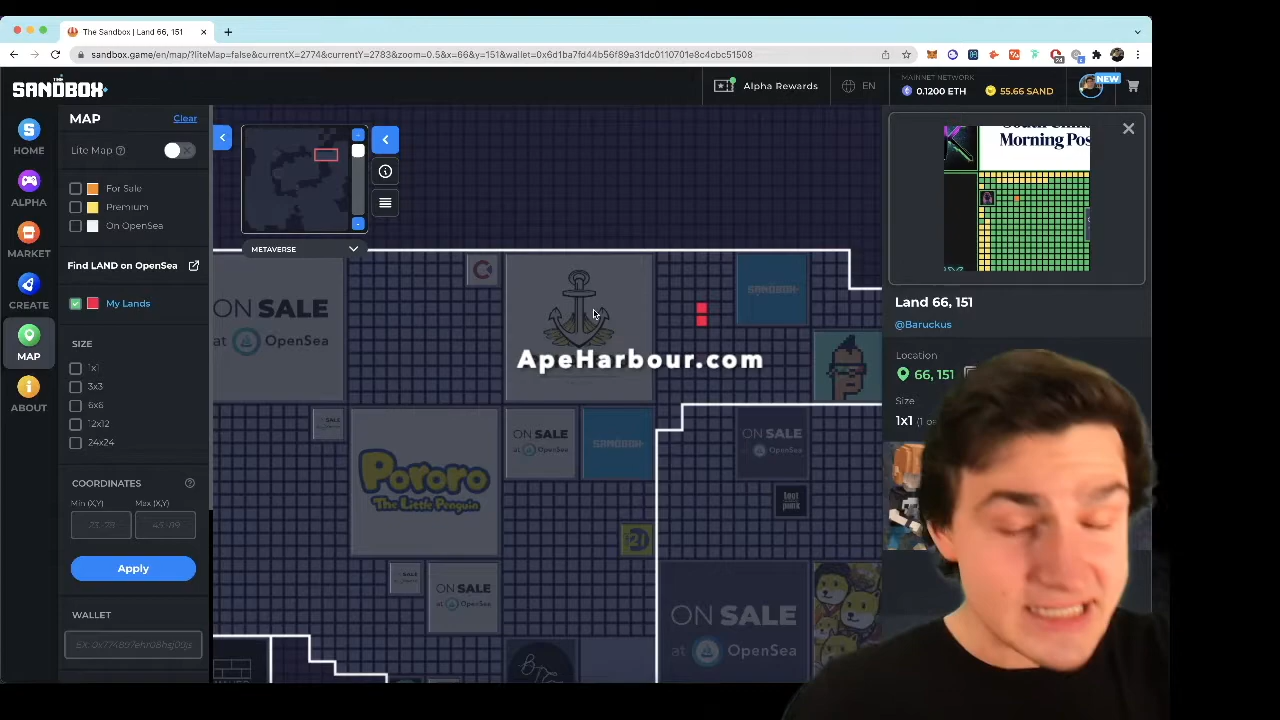 The Sandbox | Land 66, 151
sandbox.game/en/map/?liteMap=false&currentX=2774&currentY=2783&zoom=0.5&x=66&y=151&wallet=0x6d1ba7fd44b56f89e31dc0110701e8c4cbc51508
THE SANDBOX
Alpha Rewards
EN
MAINNET NETWORK
0.1200 ETH
55.66 SAND
NEW
HOME
ALPHA
MARKET
CREATE
MAP
ABOUT
MAP
Clear
Lite Map
For Sale
Premium
On OpenSea
Find LAND on OpenSea
My Lands
SIZE
1x1
3x3
6x6
12x12
24x24
COORDINATES
Min (X,Y)
Max (X,Y)
Apply
WALLET
METAVERSE
ON SALE
at OpenSea
SANDBOX
ApeHarbour.com
Pororo
The Little Penguin
ON SALE
at OpenSea
SANDBOX
ON SALE
at OpenSea
ON SALE
at OpenSea
ON SALE
at OpenSea
Morning Pos
Land 66, 151
@Baruckus
Location
66, 151
Size
1x1